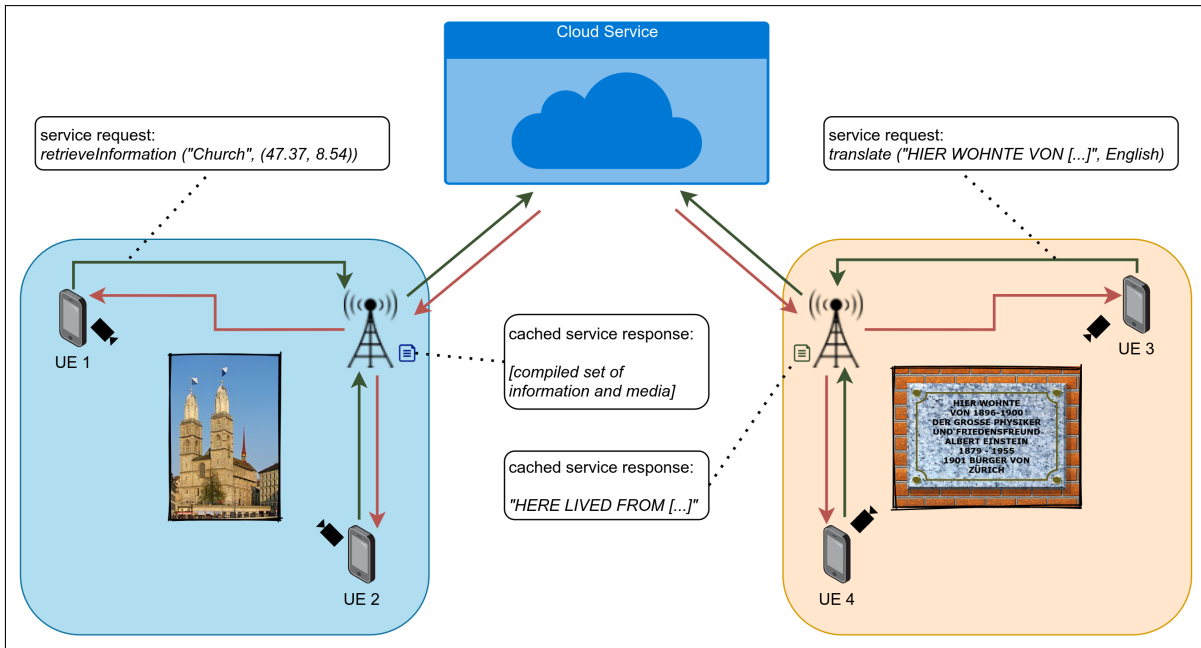 Cloud Service
service request:
retrieveInformation ("Church", (47.37, 8.54))
service request:
translate ("HIER WOHNTE VON [...]", English)
UE 1
UE 3
cached service response:
[compiled set of
information and media]
HIER WOHNTE
VON 1896-1900
DER GROSSE PHYSIKER
UND FRIEDENSFREUND
ALBERT EINSTEIN
1879 - 1955
1901 BÜRGER VON
ZÜRICH
cached service response:
"HERE LIVED FROM [...]"
UE 2
UE 4